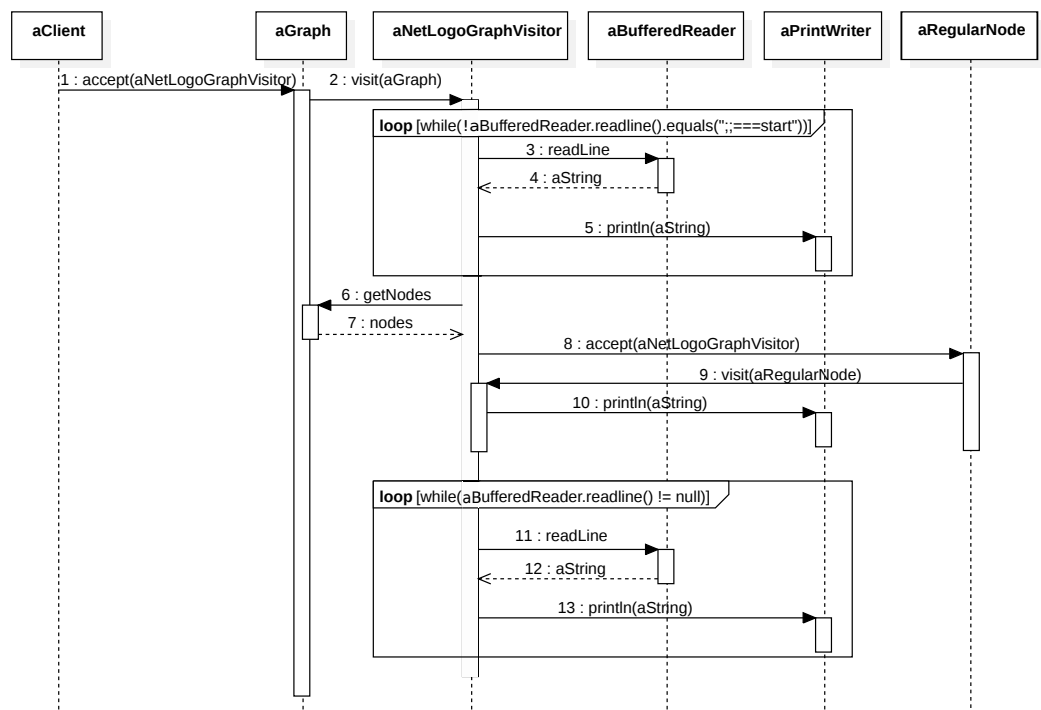 aClient
aGraph
aNetLogoGraphVisitor
aBufferedReader
aPrintWriter
aRegularNode
1 : accept(aNetLogoGraphVisitor)
2 : visit(aGraph)
loop [while(!aBufferedReader.readline().equals(";;===start"))]
3 : readLine
4 : aString
5 : println(aString)
6 : getNodes
7 : nodes
8 : accept(aNetLogoGraphVisitor)
9 : visit(aRegularNode)
10 : println(aString)
loop [while(aBufferedReader.readline() != null)]
11 : readLine
12 : aString
13 : println(aString)